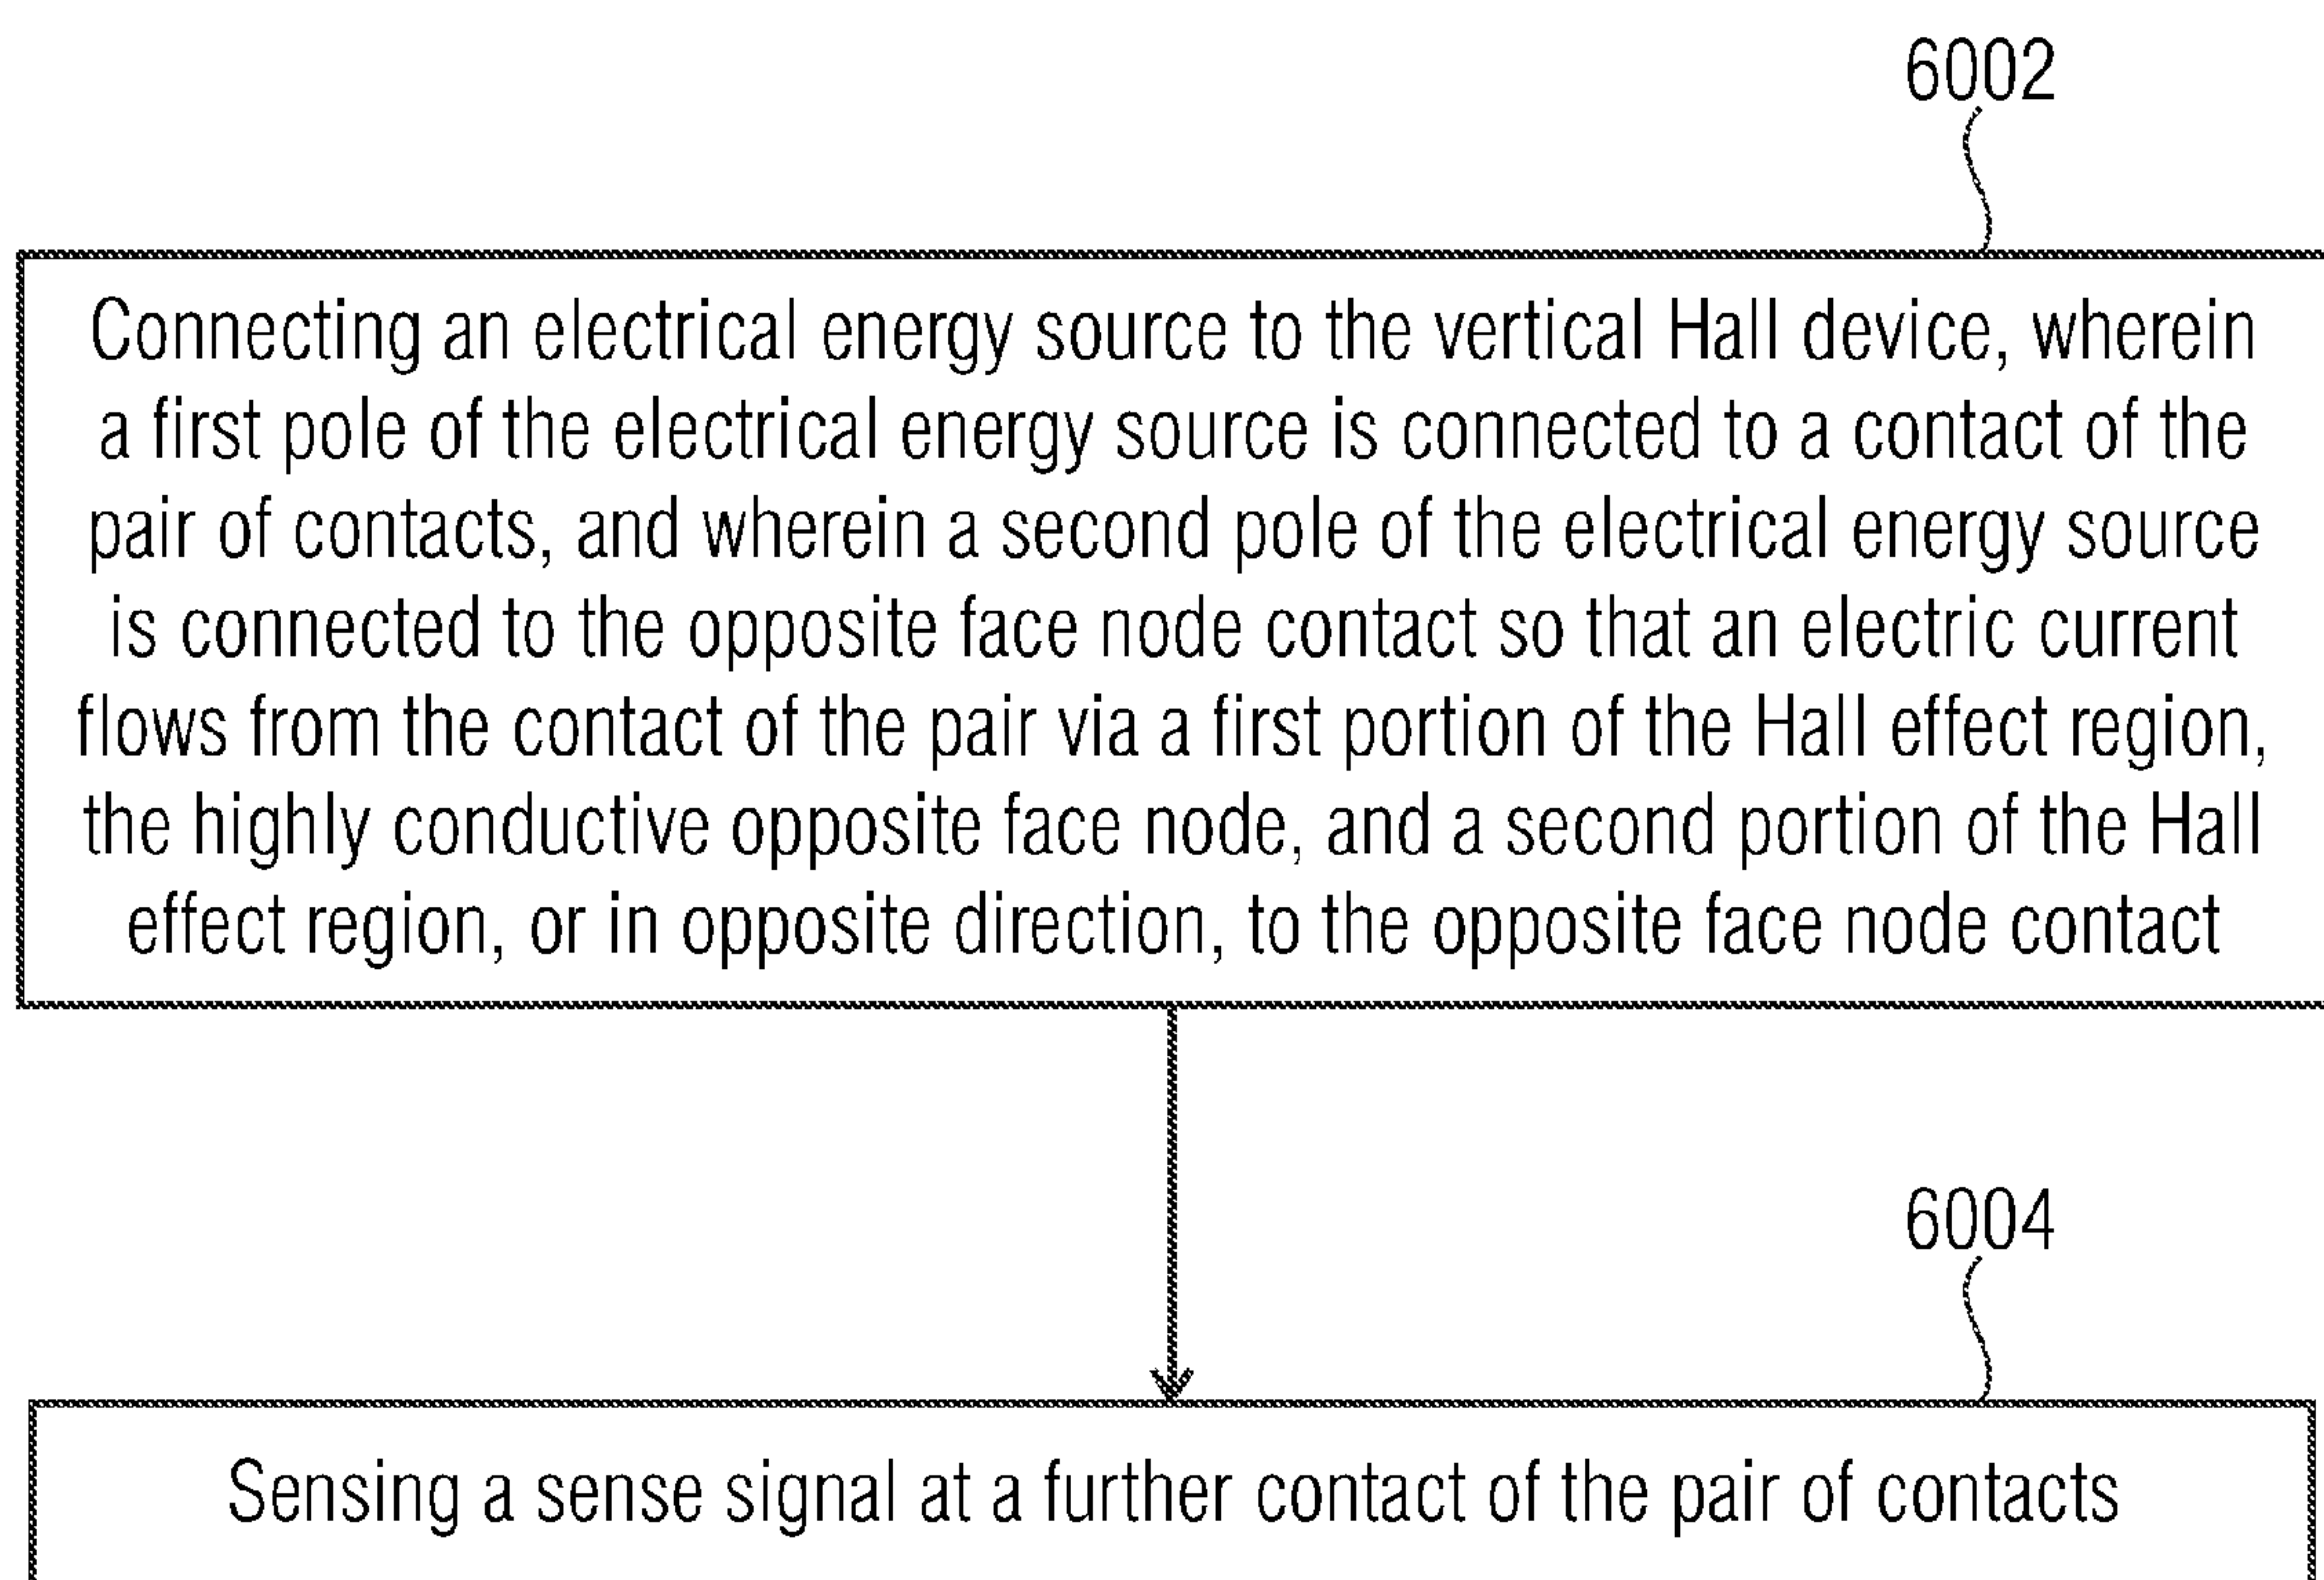 6002
Connecting an electrical energy source to the vertical Hall device, wherein
a first pole of the electrical energy source is connected to a contact of the
pair of contacts, and wherein a second pole of the electrical energy source
is connected to the opposite face node contact so that an electric current
flows from the contact of the pair via a first portion of the Hall effect region,
the highly conductive opposite face node, and a second portion of the Hall
effect region, or in opposite direction, to the opposite face node contact
6004
Sensing a sense signal at a further contact of the pair of contacts